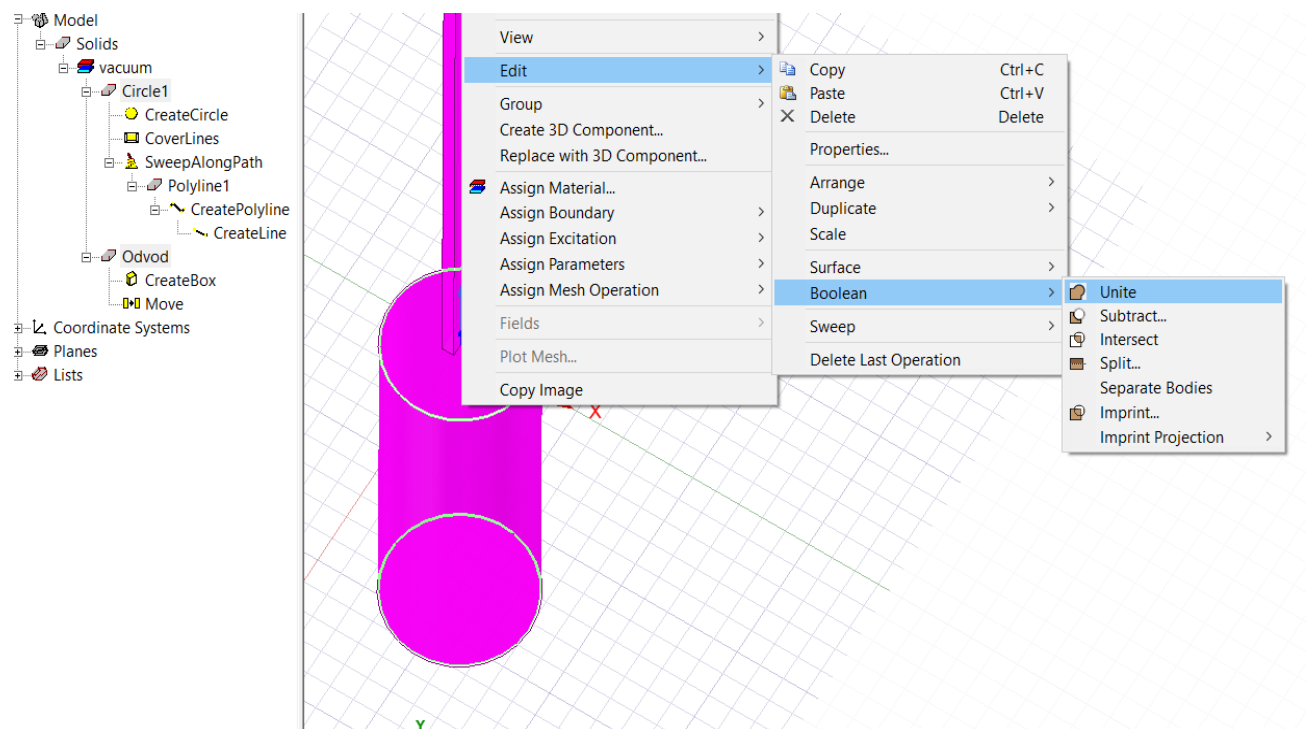 Model
Solids
vacuum
Circle1
CreateCircle
CoverLines
SweepAlongPath
Polyline1
CreatePolyline
CreateLine
Odvod
CreateBox
Move
Coordinate Systems
Planes
Lists
View
Edit
Group
Create 3D Component...
Replace with 3D Component...
Assign Material...
Assign Boundary
Assign Excitation
Assign Parameters
Assign Mesh Operation
Fields
Plot Mesh...
Copy Image
Copy Ctrl+C
Paste Ctrl+V
Delete Delete
Properties...
Arrange
Duplicate
Scale
Surface
Boolean
Sweep
Delete Last Operation
Unite
Subtract...
Intersect
Split...
Separate Bodies
Imprint...
Imprint Projection
X
Y